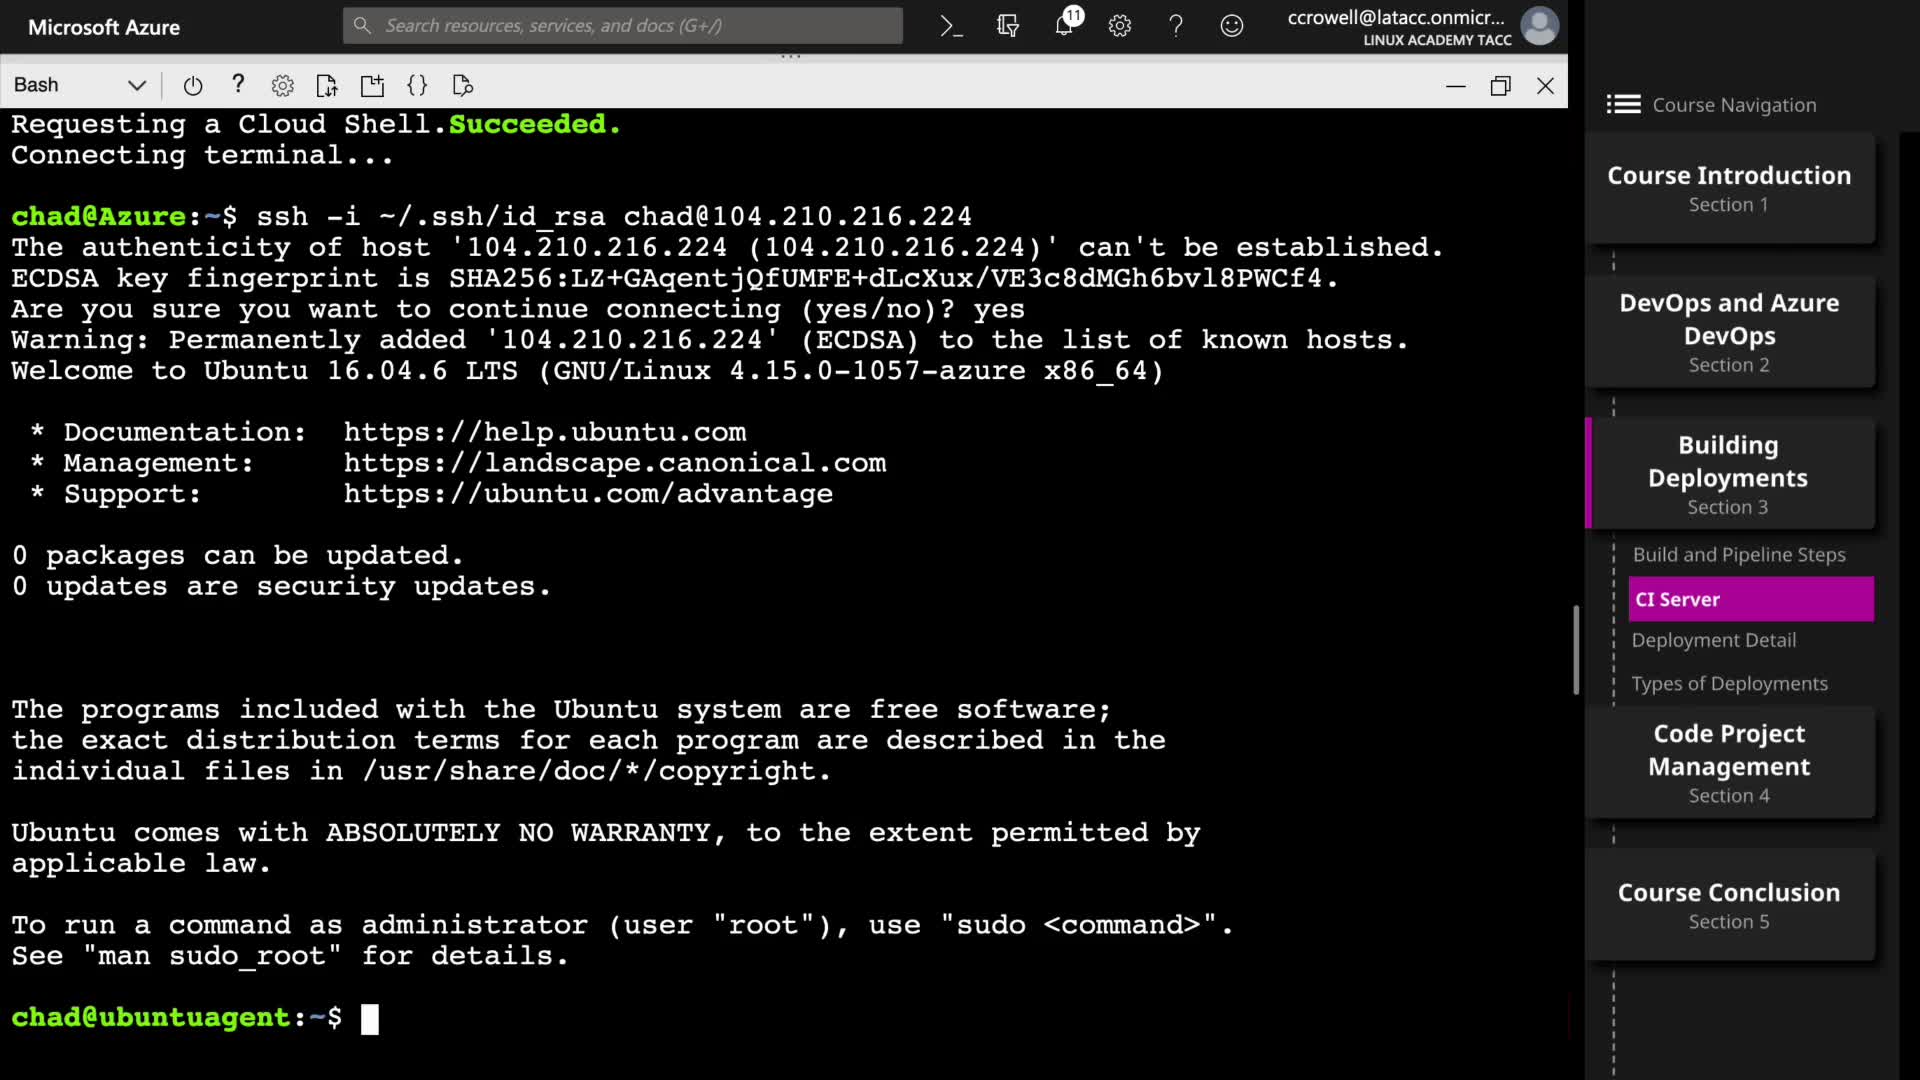 Microsoft Azure
Search resources, services, and docs (G+/)
11
ccrowell@latacc.onmicr...
LINUX ACADEMY TACC
Bash
Requesting a Cloud Shell.Succeeded.
Connecting terminal...
chad@Azure:~$ ssh -i ~/.ssh/id_rsa chad@104.210.216.224
The authenticity of host '104.210.216.224 (104.210.216.224)' can't be established.
ECDSA key fingerprint is SHA256:LZ+GAqentjQfUMFE+dLcXux/VE3c8dMGh6bvl8PWCf4.
Are you sure you want to continue connecting (yes/no)? yes
Warning: Permanently added '104.210.216.224' (ECDSA) to the list of known hosts.
Welcome to Ubuntu 16.04.6 LTS (GNU/Linux 4.15.0-1057-azure x86_64)
* Documentation:  https://help.ubuntu.com
* Management:     https://landscape.canonical.com
* Support:        https://ubuntu.com/advantage
0 packages can be updated.
0 updates are security updates.
The programs included with the Ubuntu system are free software;
the exact distribution terms for each program are described in the
individual files in /usr/share/doc/*/copyright.
Ubuntu comes with ABSOLUTELY NO WARRANTY, to the extent permitted by
applicable law.
To run a command as administrator (user "root"), use "sudo <command>".
See "man sudo_root" for details.
chad@ubuntuagent:~$
Course Navigation
Course Introduction
Section 1
DevOps and Azure
DevOps
Section 2
Building
Deployments
Section 3
Build and Pipeline Steps
CI Server
Deployment Detail
Types of Deployments
Code Project
Management
Section 4
Course Conclusion
Section 5